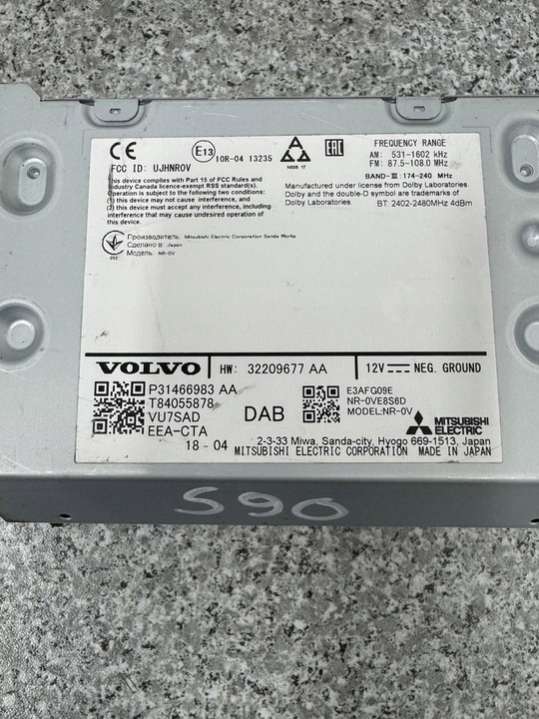 CE
FCC ID: UJHNROV
this device complies with Part 15 of FCC Rules and
Industry Canada licence-exempt RSS standard(s).
Operation is subject to the following two conditions:
(1) this device may not cause interference, and
(2) this device must accept any interference, including
interference that may cause undesired operation of
this device.
E13
10R-04 13235
EAC
FREQUENCY RANGE
AM: 531-1602 kHz
FM: 87.5-108.0 MHz
BAND-III 174-240 MHz
Manufactured under license from Dolby Laboratories.
Dolby and the double-D symbol are trademarks of
Dolby Laboratories.
BT: 2402-2480MHz 4dBm
Производитель: Mitsubishi Electric Corporation Sanda Works
Сделано В: Japan
Модель: NR-0V
VOLVO
HW: 32209677 AA
12V NEG. GROUND
P31466983 AA
T84055878
VU7SAD
EEA-CTA
18-04
DAB
E3AFG09E
NR-0VE8S6D
MODEL:NR-0V
MITSUBISHI
ELECTRIC
2-3-33 Miwa, Sanda-city, Hyogo 669-1513, Japan
MITSUBISHI ELECTRIC CORPORATION MADE IN JAPAN
S90